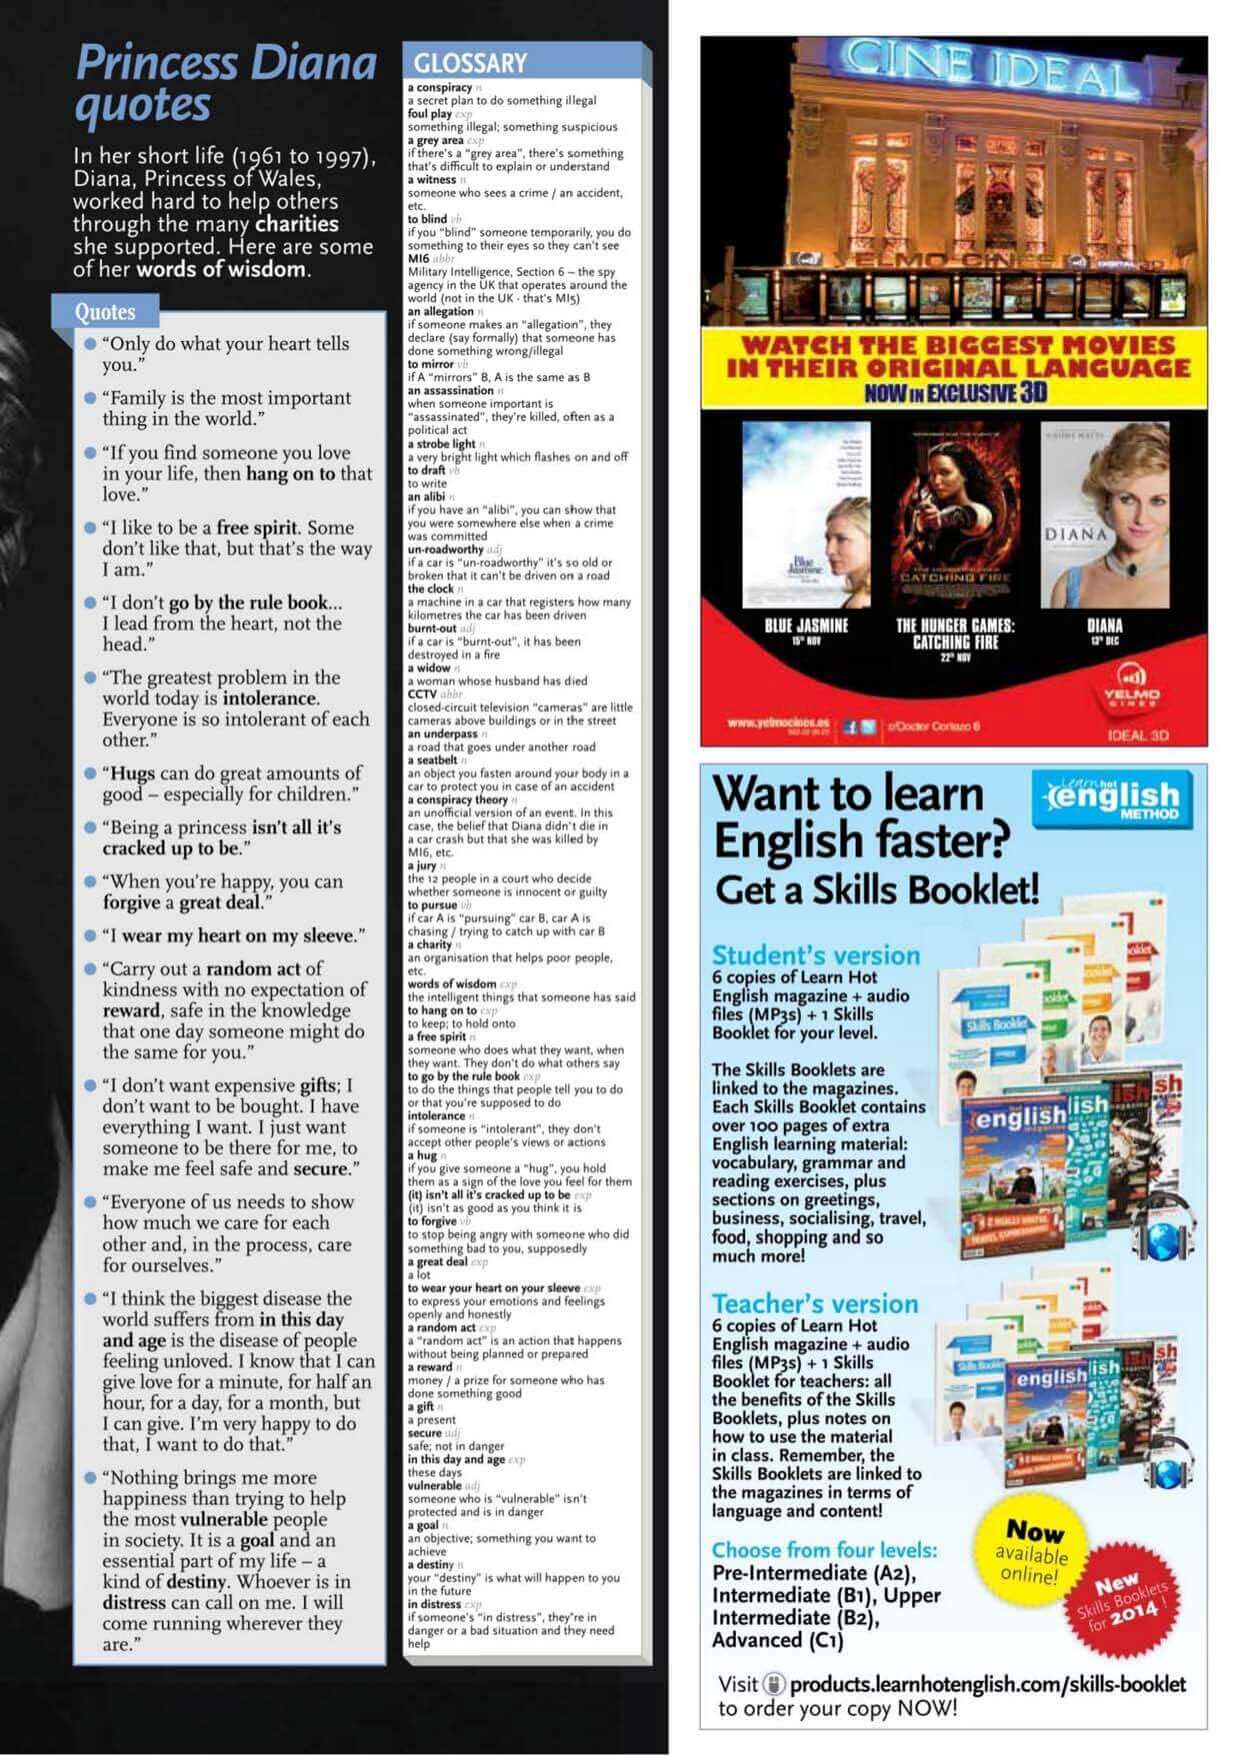 Princess Diana
quotes
In her short life (1961 to 1997),
Diana, Princess of Wales,
worked hard to help others
through the many charities
she supported. Here are some
of her words of wisdom.
Quotes
“Only do what your heart tells
you.”
“Family is the most important
thing in the world.”
“If you find someone you love
in your life, then hang on to that
love.”
“I like to be a free spirit. Some
don’t like that, but that’s the way
I am.”
“I don’t go by the rule book...
I lead from the heart, not the
head.”
“The greatest problem in the
world today is intolerance.
Everyone is so intolerant of each
other.”
“Hugs can do great amounts of
good – especially for children.”
“Being a princess isn’t all it’s
cracked up to be.”
“When you’re happy, you can
forgive a great deal.”
“I wear my heart on my sleeve.”
“Carry out a random act of
kindness with no expectation of
reward, safe in the knowledge
that one day someone might do
the same for you.”
“I don’t want expensive gifts; I
don’t want to be bought. I have
everything I want. I just want
someone to be there for me, to
make me feel safe and secure.”
“Everyone of us needs to show
how much we care for each
other and, in the process, care
for ourselves.”
“I think the biggest disease the
world suffers from in this day
and age is the disease of people
feeling unloved. I know that I can
give love for a minute, for half an
hour, for a day, for a month, but
I can give. I’m very happy to do
that, I want to do that.”
“Nothing brings me more
happiness than trying to help
the most vulnerable people
in society. It is a goal and an
essential part of my life – a
kind of destiny. Whoever is in
distress can call on me. I will
come running wherever they
are.”
GLOSSARY
a conspiracy n
a secret plan to do something illegal
foul play exp
something illegal; something suspicious
a grey area exp
if there’s a “grey area”, there’s something
that’s difficult to explain or understand
a witness n
someone who sees a crime / an accident,
etc.
to blind vb
if you “blind” someone temporarily, you do
something to their eyes so they can’t see
MI6 abbr
Military Intelligence, Section 6 – the spy
agency in the UK that operates around the
world (not in the UK - that’s MI5)
an allegation n
if someone makes an “allegation”, they
declare (say formally) that someone has
done something wrong/illegal
to mirror vb
if A “mirrors” B, A is the same as B
an assassination n
when someone important is
“assassinated”, they’re killed, often as a
political act
a strobe light n
a very bright light which flashes on and off
to draft vb
to write
an alibi n
if you have an “alibi”, you can show that
you were somewhere else when a crime
was committed
un-roadworthy adj
if a car is “un-roadworthy” it’s so old or
broken that it can’t be driven on a road
the clock n
a machine in a car that registers how many
kilometres the car has been driven
burnt-out adj
if a car is “burnt-out”, it has been
destroyed in a fire
a widow n
a woman whose husband has died
CCTV abbr
closed-circuit television “cameras” are little
cameras above buildings or in the street
an underpass n
a road that goes under another road
a seatbelt n
an object you fasten around your body in a
car to protect you in case of an accident
a conspiracy theory n
an unofficial version of an event. In this
case, the belief that Diana didn’t die in
a car crash but that she was killed by
MI6, etc.
a jury n
the 12 people in a court who decide
whether someone is innocent or guilty
to pursue vb
if car A is “pursuing” car B, car A is
chasing / trying to catch up with car B
a charity n
an organisation that helps poor people,
etc.
words of wisdom exp
the intelligent things that someone has said
to hang on to exp
to keep; to hold onto
a free spirit n
someone who does what they want, when
they want. They don’t do what others say
to go by the rule book exp
to do the things that people tell you to do
or that you’re supposed to do
intolerance n
if someone is “intolerant”, they don’t
accept other people’s views or actions
a hug n
if you give someone a “hug”, you hold
them as a sign of the love you feel for them
(it) isn’t all it’s cracked up to be exp
(it) isn’t as good as you think it is
to forgive vb
to stop being angry with someone who did
something bad to you, supposedly
a great deal exp
a lot
to wear your heart on your sleeve exp
to express your emotions and feelings
openly and honestly
a random act exp
a “random act” is an action that happens
without being planned or prepared
a reward n
money / a prize for someone who has
done something good
a gift n
a present
secure adj
safe; not in danger
in this day and age exp
these days
vulnerable adj
someone who is “vulnerable” isn’t
protected and is in danger
a goal n
an objective; something you want to
achieve
a destiny n
your “destiny” is what will happen to you
in the future
in distress exp
if someone’s “in distress”, they’re in
danger or a bad situation and they need
help
CINE IDEAL
YELMO CINES
WATCH THE BIGGEST MOVIES
IN THEIR ORIGINAL LANGUAGE
NOW IN EXCLUSIVE 3D
Blue
Jasmine
CATCHING FIRE
NAOMI WATTS
DIANA
BLUE JASMINE
15th NOV
THE HUNGER GAMES:
CATCHING FIRE
22th NOV
DIANA
13th DEC
YELMO
CINES
www.yelmocines.es
c/Doctor Cortezo 6
IDEAL 3D
Want to learn
English faster?
Get a Skills Booklet!
Learn hot
english
METHOD
Student’s version
6 copies of Learn Hot
English magazine + audio
files (MP3s) + 1 Skills
Booklet for your level.
The Skills Booklets are
linked to the magazines.
Each Skills Booklet contains
over 100 pages of extra
English learning material:
vocabulary, grammar and
reading exercises, plus
sections on greetings,
business, socialising, travel,
food, shopping and so
much more!
Skills Booklet
english
Teacher’s version
6 copies of Learn Hot
English magazine + audio
files (MP3s) + 1 Skills
Booklet for teachers: all
the benefits of the Skills
Booklets, plus notes on
how to use the material
in class. Remember, the
Skills Booklets are linked to
the magazines in terms of
language and content!
english
Choose from four levels:
Pre-Intermediate (A2),
Intermediate (B1), Upper
Intermediate (B2),
Advanced (C1)
Now
available
online!
New
Skills Booklets
for 2014 !
Visit products.learnhotenglish.com/skills-booklet
to order your copy NOW!